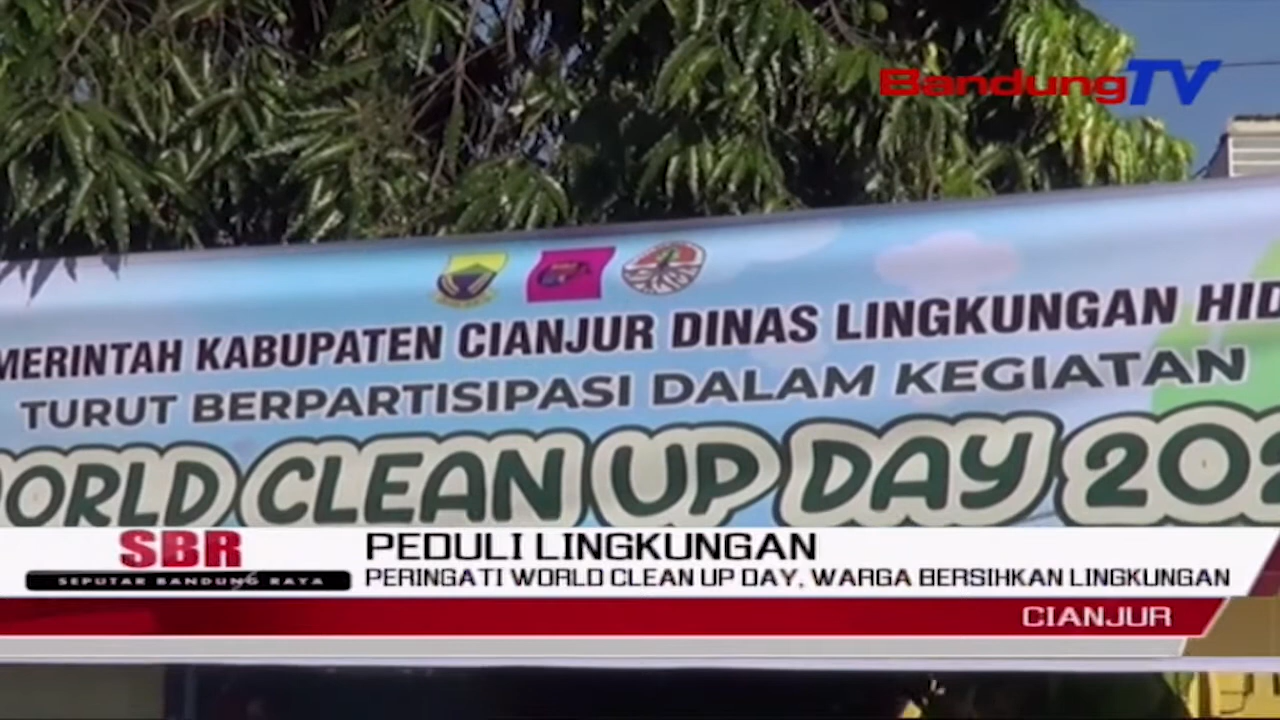 BandungTV
MERINTAH KABUPATEN CIANJUR DINAS LINGKUNGAN HID
TURUT BERPARTISIPASI DALAM KEGIATAN
WORLD CLEAN UP DAY 202
SBR
SEPUTAR BANDUNG RAYA
PEDULI LINGKUNGAN
PERINGATI WORLD CLEAN UP DAY, WARGA BERSIHKAN LINGKUNGAN
CIANJUR